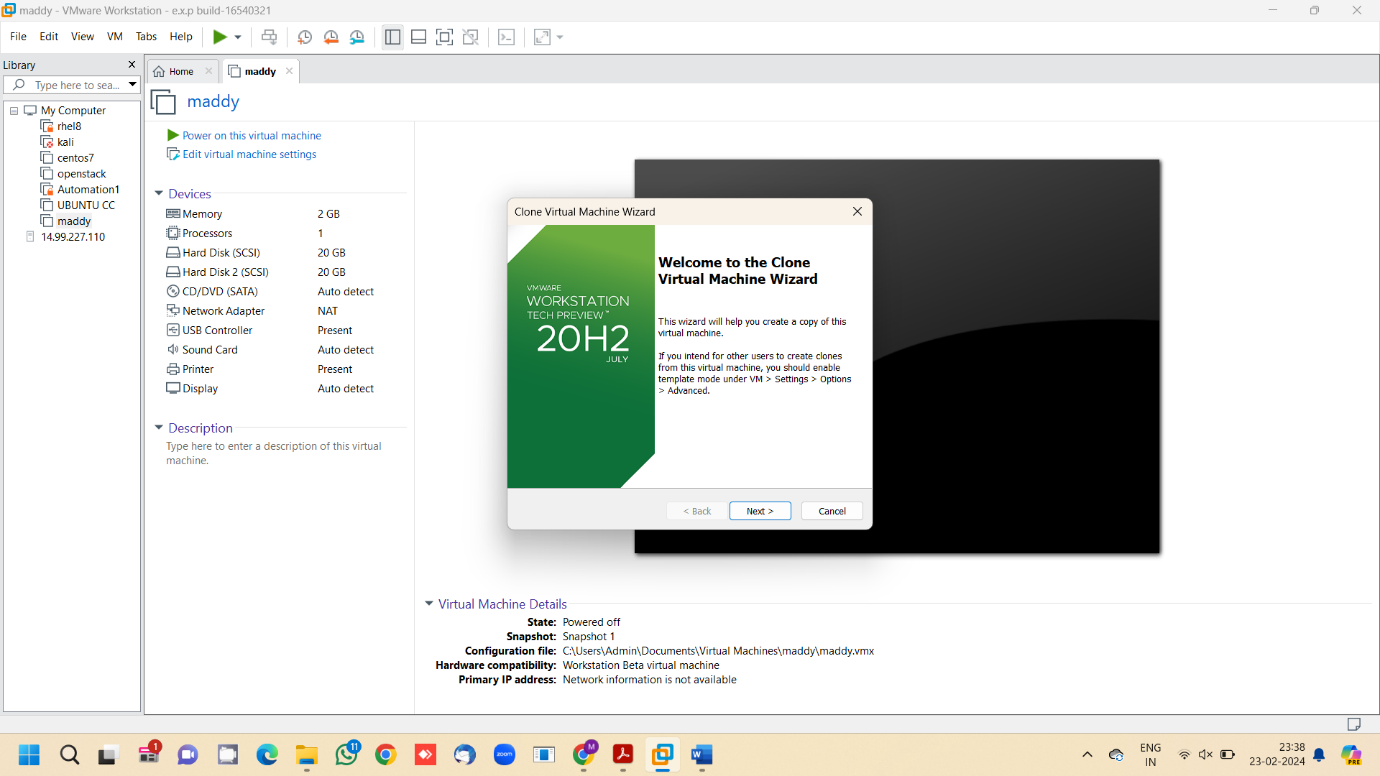 maddy - VMware Workstation - e.x.p build-16540321
File Edit View VM Tabs Help
Library
Type here to sea...
My Computer
rhel8
kali
centos7
openstack
Automation1
UBUNTU CC
maddy
14.99.227.110
Home
maddy
maddy
Power on this virtual machine
Edit virtual machine settings
Devices
Memory 2 GB
Processors 1
Hard Disk (SCSI) 20 GB
Hard Disk 2 (SCSI) 20 GB
CD/DVD (SATA) Auto detect
Network Adapter NAT
USB Controller Present
Sound Card Auto detect
Printer Present
Display Auto detect
Description
Type here to enter a description of this virtual
machine.
Clone Virtual Machine Wizard
VMWARE
WORKSTATION
TECH PREVIEW™
20H2
JULY
Welcome to the Clone
Virtual Machine Wizard
This wizard will help you create a copy of this
virtual machine.
If you intend for other users to create clones
from this virtual machine, you should enable
template mode under VM > Settings > Options
> Advanced.
< Back Next > Cancel
Virtual Machine Details
State: Powered off
Snapshot: Snapshot 1
Configuration file: C:\Users\Admin\Documents\Virtual Machines\maddy\maddy.vmx
Hardware compatibility: Workstation Beta virtual machine
Primary IP address: Network information is not available
1
11
zoom
M
W
ENG
IN
23:38
23-02-2024
PRE